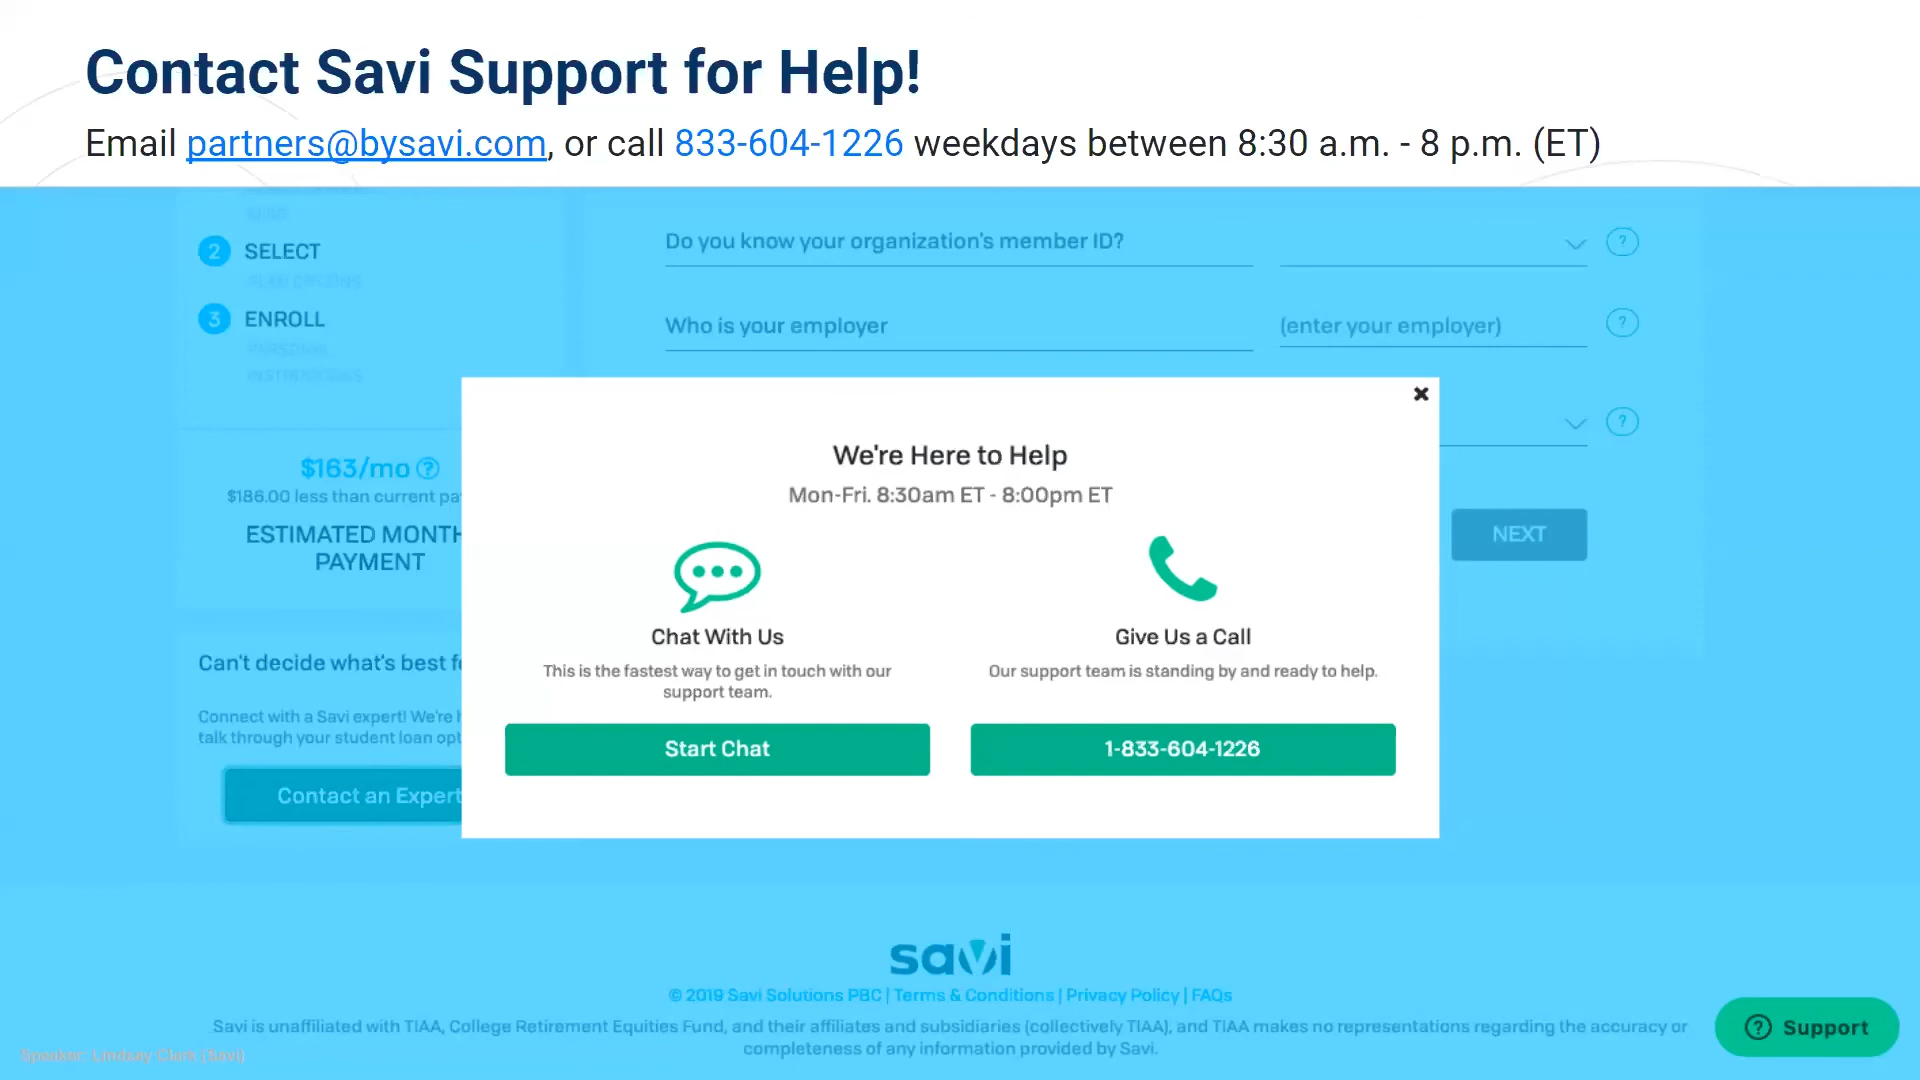 Contact Savi Support for Help!
Email partners@bysavi.com, or call 833-604-1226 weekdays between 8:30 a.m. - 8 p.m. (ET)
2 SELECT
PLAN OPTIONS
3 ENROLL
PERSONAL
INSTRUCTIONS
$163/mo ?
$186.00 less than current pa
ESTIMATED MONTH
PAYMENT
Can't decide what's best f
Connect with a Savi expert! We're h
talk through your student loan opt
Contact an Expert
Do you know your organization's member ID?
?
Who is your employer
(enter your employer)
?
?
NEXT
We're Here to Help
Mon-Fri. 8:30am ET - 8:00pm ET
Chat With Us
This is the fastest way to get in touch with our
support team.
Start Chat
Give Us a Call
Our support team is standing by and ready to help.
1-833-604-1226
savi
© 2019 Savi Solutions PBC | Terms & Conditions | Privacy Policy | FAQs
Savi is unaffiliated with TIAA, College Retirement Equities Fund, and their affiliates and subsidiaries (collectively TIAA), and TIAA makes no representations regarding the accuracy or
completeness of any information provided by Savi.
Speaker: Lindsay Clark (Savi)
? Support